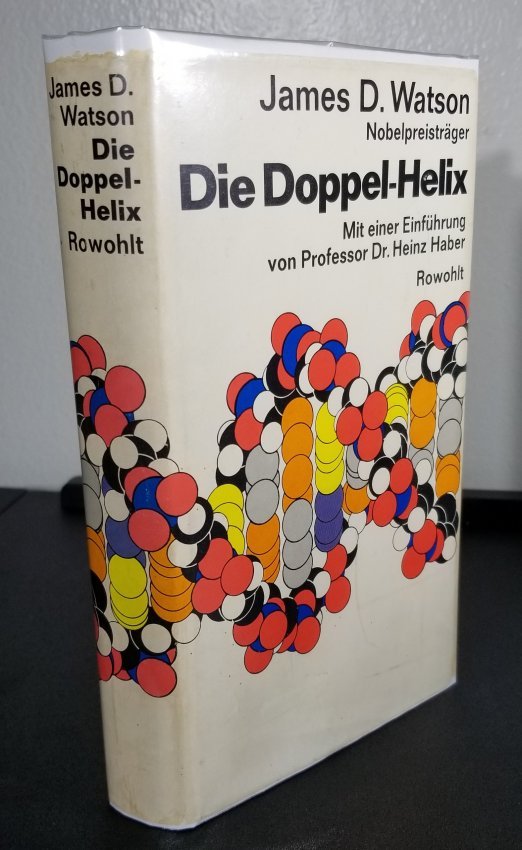 James D.
Watson
Die
Doppel-
Helix
Rowohlt
James D. Watson
Nobelpreisträger
Die Doppel-Helix
Mit einer Einführung
von Professor Dr. Heinz Haber
Rowohlt